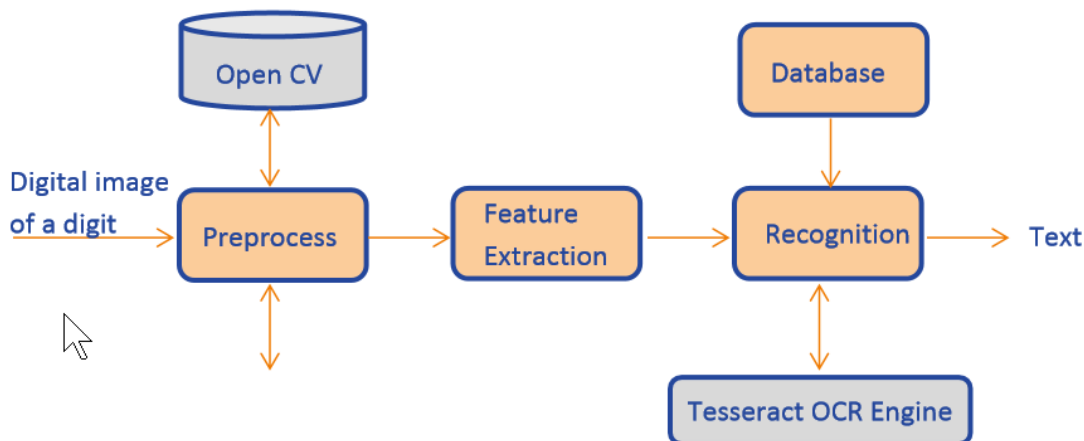 Open CV
Database
Digital image
of a digit
Preprocess
Feature
Extraction
Recognition
Text
Tesseract OCR Engine